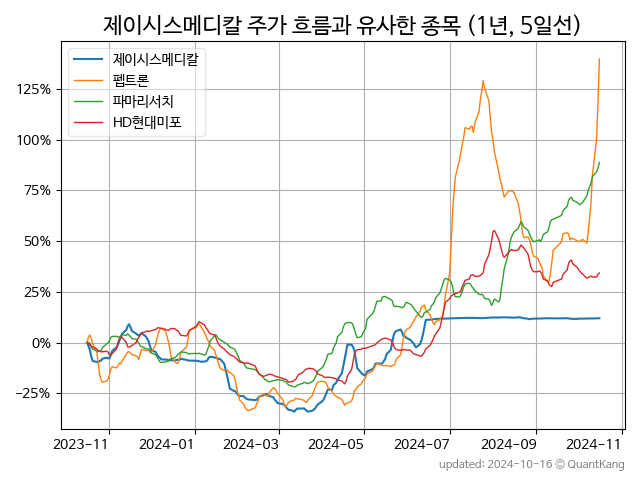 제이시스메디칼 주가 흐름과 유사한 종목 (1년, 5일선)
제이시스메디칼
펩트론
파마리서치
HD현대미포
125%
100%
75%
50%
25%
0%
−25%
2023-11 2024-01 2024-03 2024-05 2024-07 2024-09 2024-11
updated: 2024-10-16 © QuantKang